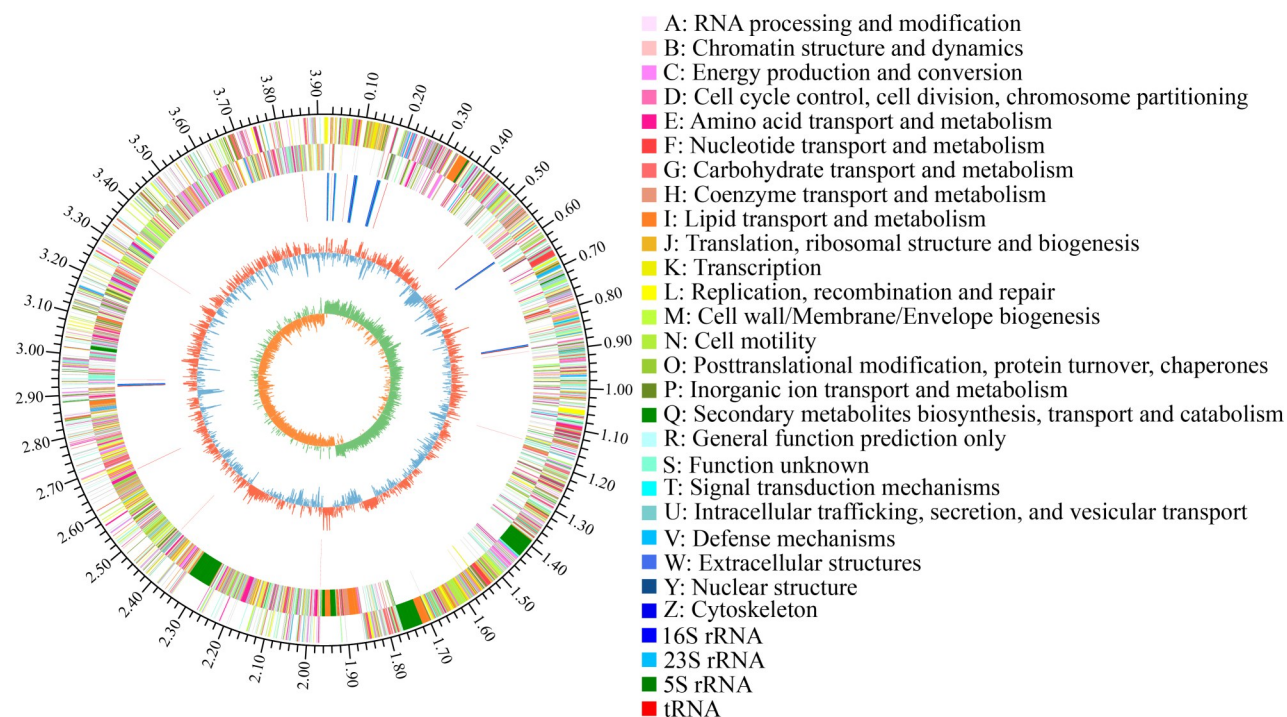 3.90
0.10
0.20
0.30
0.40
0.50
0.60
0.70
0.80
0.90
1.00
1.10
1.20
1.30
1.40
1.50
1.60
1.70
1.80
1.90
2.00
2.10
2.20
2.30
2.40
2.50
2.60
2.70
2.80
2.90
3.00
3.10
3.20
3.30
3.40
3.50
3.60
3.70
3.80
A: RNA processing and modification
B: Chromatin structure and dynamics
C: Energy production and conversion
D: Cell cycle control, cell division, chromosome partitioning
E: Amino acid transport and metabolism
F: Nucleotide transport and metabolism
G: Carbohydrate transport and metabolism
H: Coenzyme transport and metabolism
I: Lipid transport and metabolism
J: Translation, ribosomal structure and biogenesis
K: Transcription
L: Replication, recombination and repair
M: Cell wall/Membrane/Envelope biogenesis
N: Cell motility
O: Posttranslational modification, protein turnover, chaperones
P: Inorganic ion transport and metabolism
Q: Secondary metabolites biosynthesis, transport and catabolism
R: General function prediction only
S: Function unknown
T: Signal transduction mechanisms
U: Intracellular trafficking, secretion, and vesicular transport
V: Defense mechanisms
W: Extracellular structures
Y: Nuclear structure
Z: Cytoskeleton
16S rRNA
23S rRNA
5S rRNA
tRNA